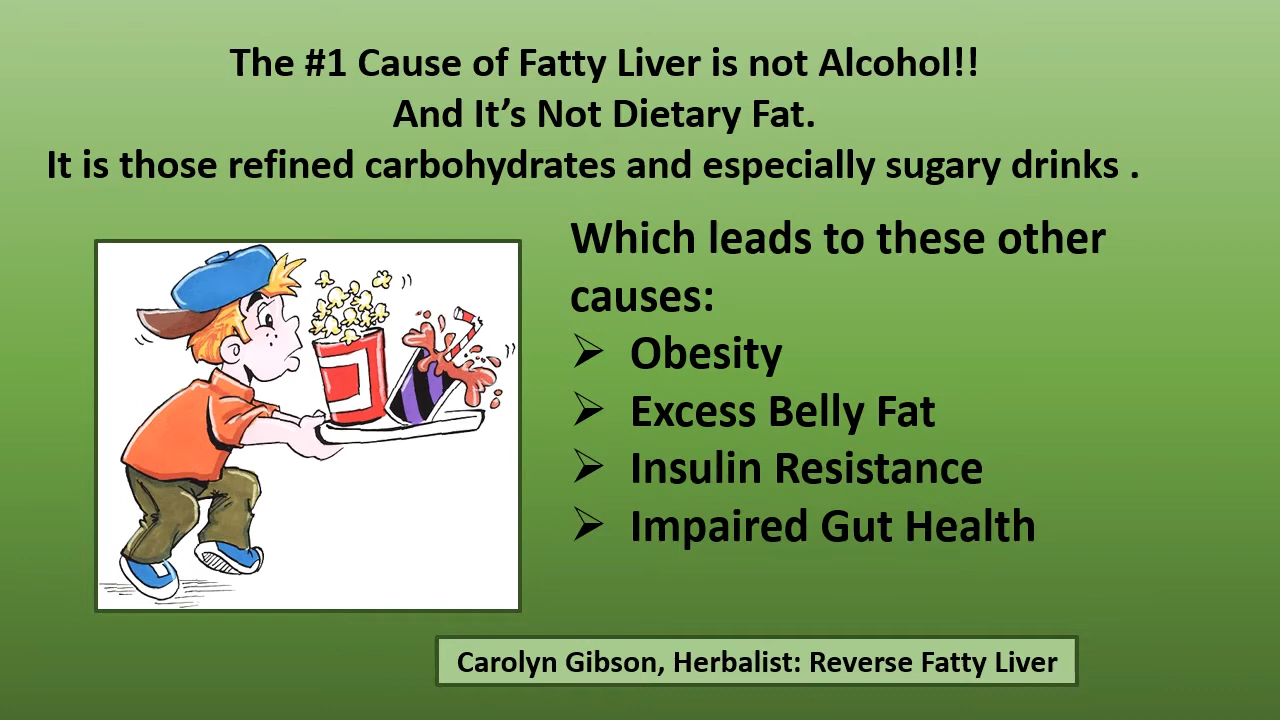 The #1 Cause of Fatty Liver is not Alcohol!!
And It’s Not Dietary Fat.
It is those refined carbohydrates and especially sugary drinks .
Which leads to these other
causes:
➢ Obesity
➢ Excess Belly Fat
➢ Insulin Resistance
➢ Impaired Gut Health
Carolyn Gibson, Herbalist: Reverse Fatty Liver